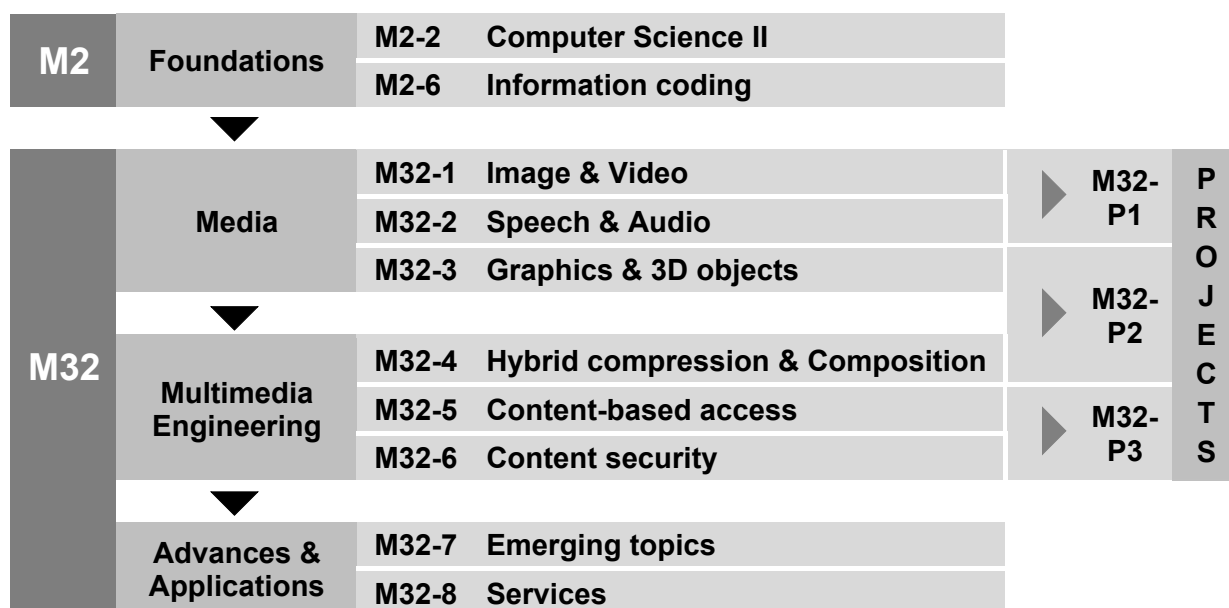 M2
Foundations
M2-2 Computer Science II
M2-6 Information coding
M32
Media
M32-1 Image & Video
M32-2 Speech & Audio
M32-3 Graphics & 3D objects
Multimedia
Engineering
M32-4 Hybrid compression & Composition
M32-5 Content-based access
M32-6 Content security
Advances &
Applications
M32-7 Emerging topics
M32-8 Services
M32-
P1
M32-
P2
M32-
P3
P
R
O
J
E
C
T
S